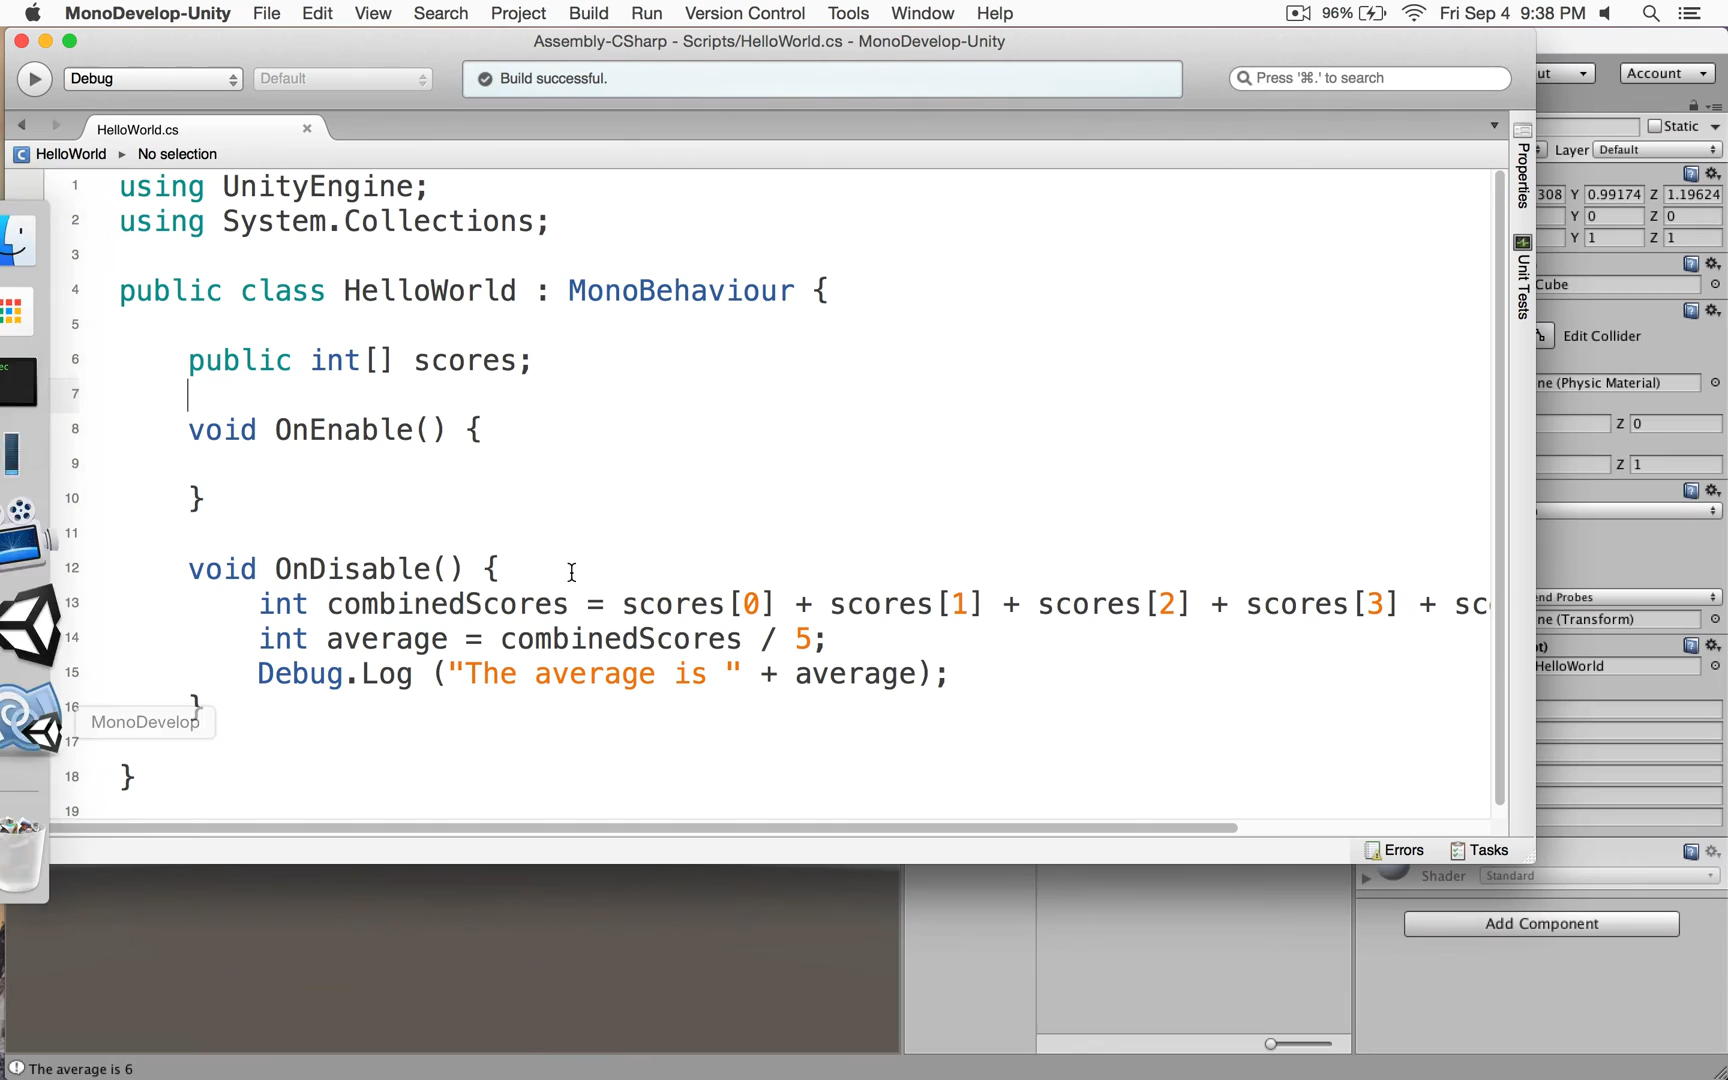 MonoDevelop-Unity File Edit View Search Project Build Run Version Control Tools Window Help 96% Fri Sep 4 9:38 PM
Assembly-CSharp - Scripts/HelloWorld.cs - MonoDevelop-Unity
Debug Default Build successful. Press '⌘.' to search
ut Account
HelloWorld.cs
Static
HelloWorld ▸ No selection
Layer Default
1 using UnityEngine;
308 Y 0.99174 Z 1.19624
2 using System.Collections;
Y 0 Z 0
Y 1 Z 1
3
4 public class HelloWorld : MonoBehaviour {
Cube
5
Edit Collider
6 public int[] scores;
ne (Physic Material)
7
Z 0
8 void OnEnable() {
9
Z 1
10 }
11
12 void OnDisable() {
13 int combinedScores = scores[0] + scores[1] + scores[2] + scores[3] + sc
end Probes
ne (Transform)
14 int average = combinedScores / 5;
15 Debug.Log ("The average is " + average);
HelloWorld
16 }
MonoDevelop
17
18 }
19
Properties
Unit Tests
Errors Tasks
Shader Standard
Add Component
The average is 6